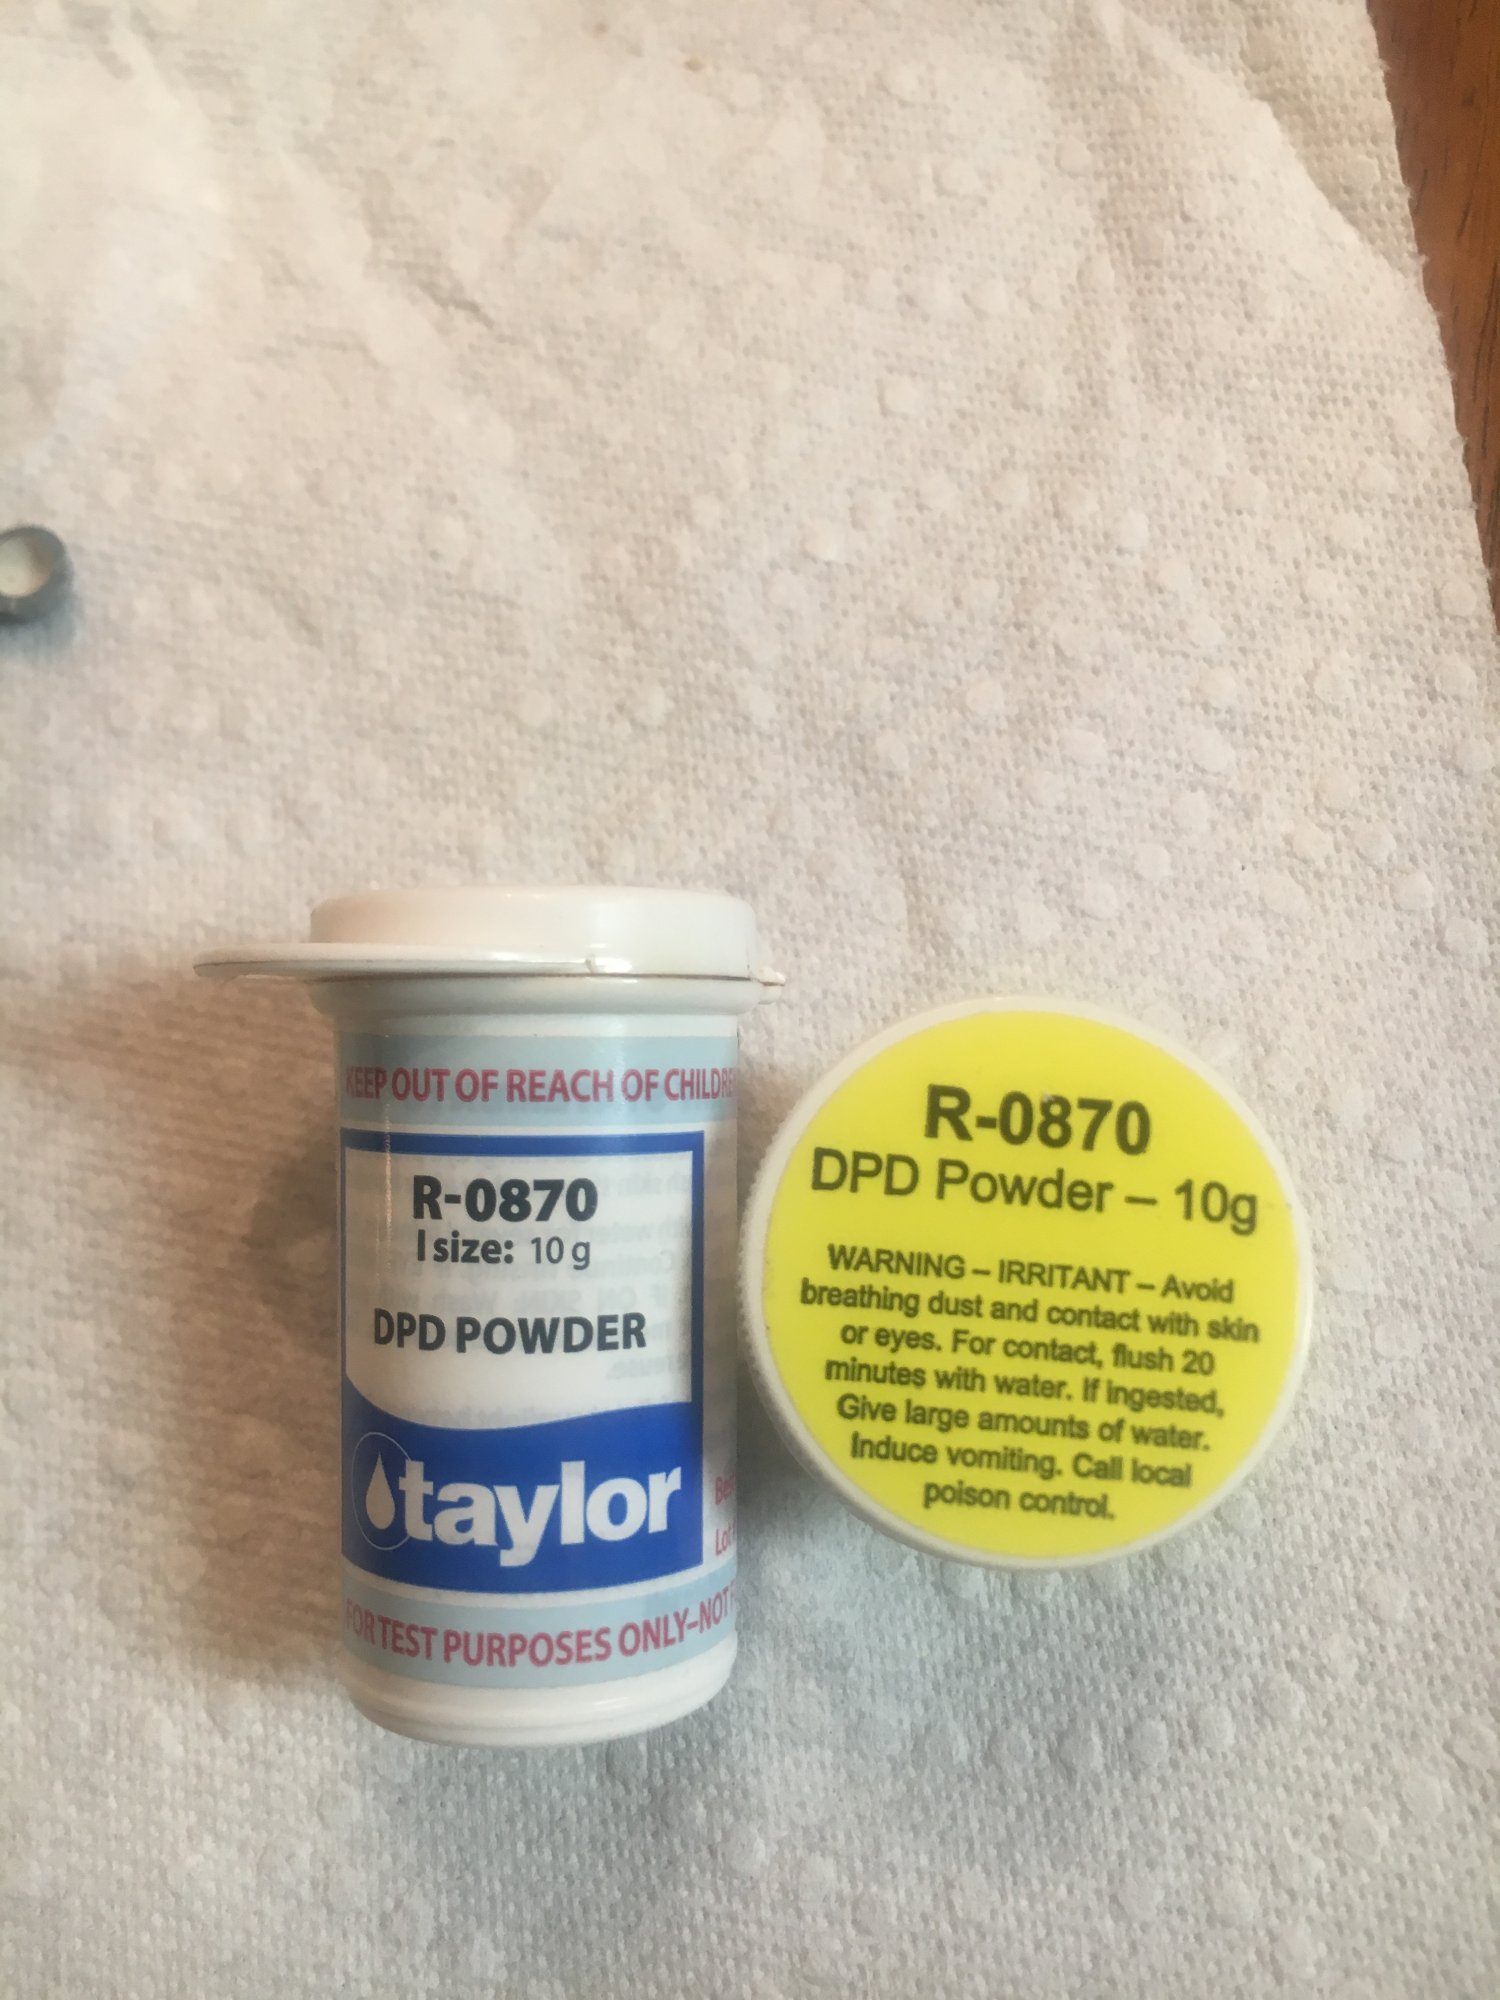 KEEP OUT OF REACH OF CHILDRE
R-0870
I size: 10 g
DPD POWDER
taylor
FOR TEST PURPOSES ONLY–NOT
R-0870
DPD Powder – 10g
WARNING – IRRITANT – Avoid
breathing dust and contact with skin
or eyes. For contact, flush 20
minutes with water. If ingested,
Give large amounts of water.
Induce vomiting. Call local
poison control.